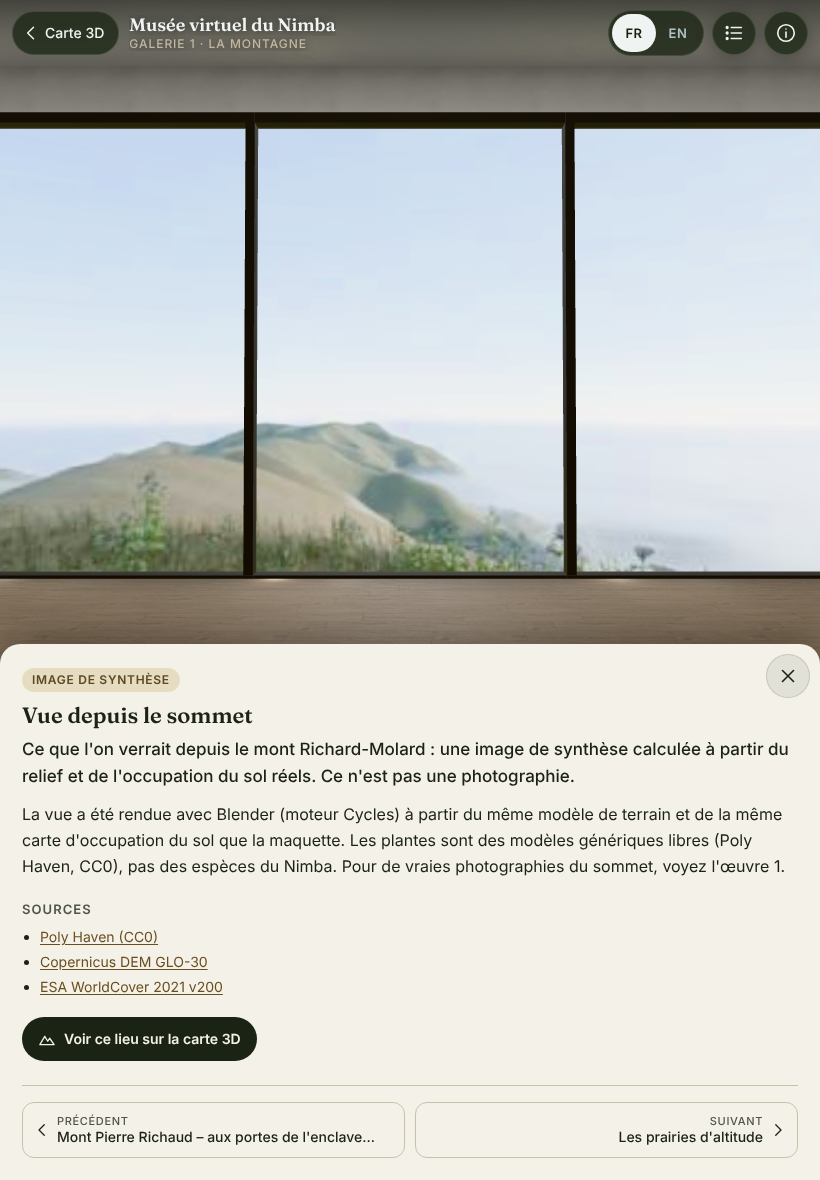 Carte 3D
Musée virtuel du Nimba
GALERIE 1 · LA MONTAGNE
FR
EN
IMAGE DE SYNTHÈSE
Vue depuis le sommet
Ce que l'on verrait depuis le mont Richard-Molard : une image de synthèse calculée à partir du
relief et de l'occupation du sol réels. Ce n'est pas une photographie.
La vue a été rendue avec Blender (moteur Cycles) à partir du même modèle de terrain et de la même
carte d'occupation du sol que la maquette. Les plantes sont des modèles génériques libres (Poly
Haven, CC0), pas des espèces du Nimba. Pour de vraies photographies du sommet, voyez l'œuvre 1.
SOURCES
Poly Haven (CC0)
Copernicus DEM GLO-30
ESA WorldCover 2021 v200
Voir ce lieu sur la carte 3D
PRÉCÉDENT
Mont Pierre Richaud – aux portes de l'enclave…
SUIVANT
Les prairies d'altitude